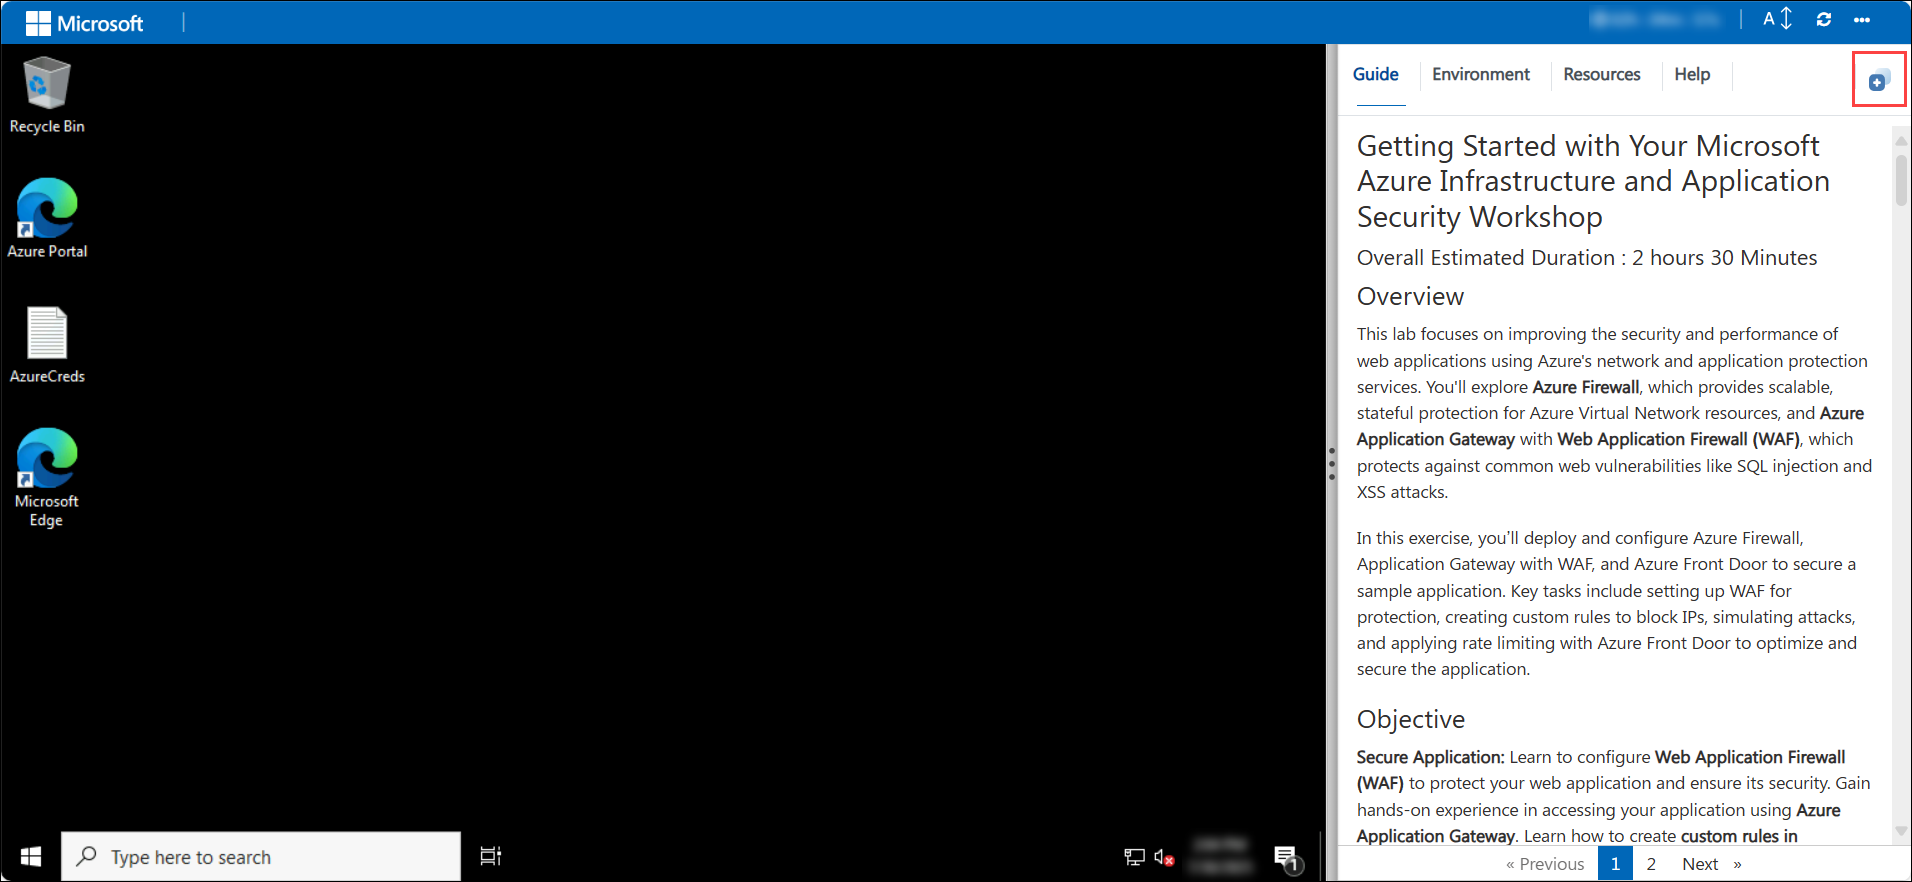 Microsoft
A
Recycle Bin
Azure Portal
AzureCreds
Microsoft
Edge
Type here to search
1
Guide
Environment
Resources
Help
Getting Started with Your Microsoft
Azure Infrastructure and Application
Security Workshop
Overall Estimated Duration : 2 hours 30 Minutes
Overview
This lab focuses on improving the security and performance of
web applications using Azure's network and application protection
services. You'll explore Azure Firewall, which provides scalable,
stateful protection for Azure Virtual Network resources, and Azure
Application Gateway with Web Application Firewall (WAF), which
protects against common web vulnerabilities like SQL injection and
XSS attacks.
In this exercise, you’ll deploy and configure Azure Firewall,
Application Gateway with WAF, and Azure Front Door to secure a
sample application. Key tasks include setting up WAF for
protection, creating custom rules to block IPs, simulating attacks,
and applying rate limiting with Azure Front Door to optimize and
secure the application.
Objective
Secure Application: Learn to configure Web Application Firewall
(WAF) to protect your web application and ensure its security. Gain
hands-on experience in accessing your application using Azure
Application Gateway. Learn how to create custom rules in
« Previous 1 2 Next »